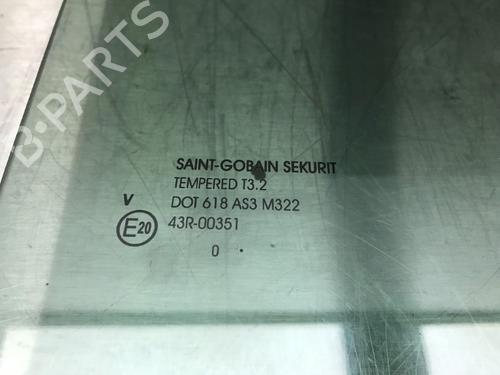 B-PARTS
SAINT-GOBAIN SEKURIT
TEMPERED T3.2
V
DOT 618 AS3 M322
E20
43R-00351
0 .